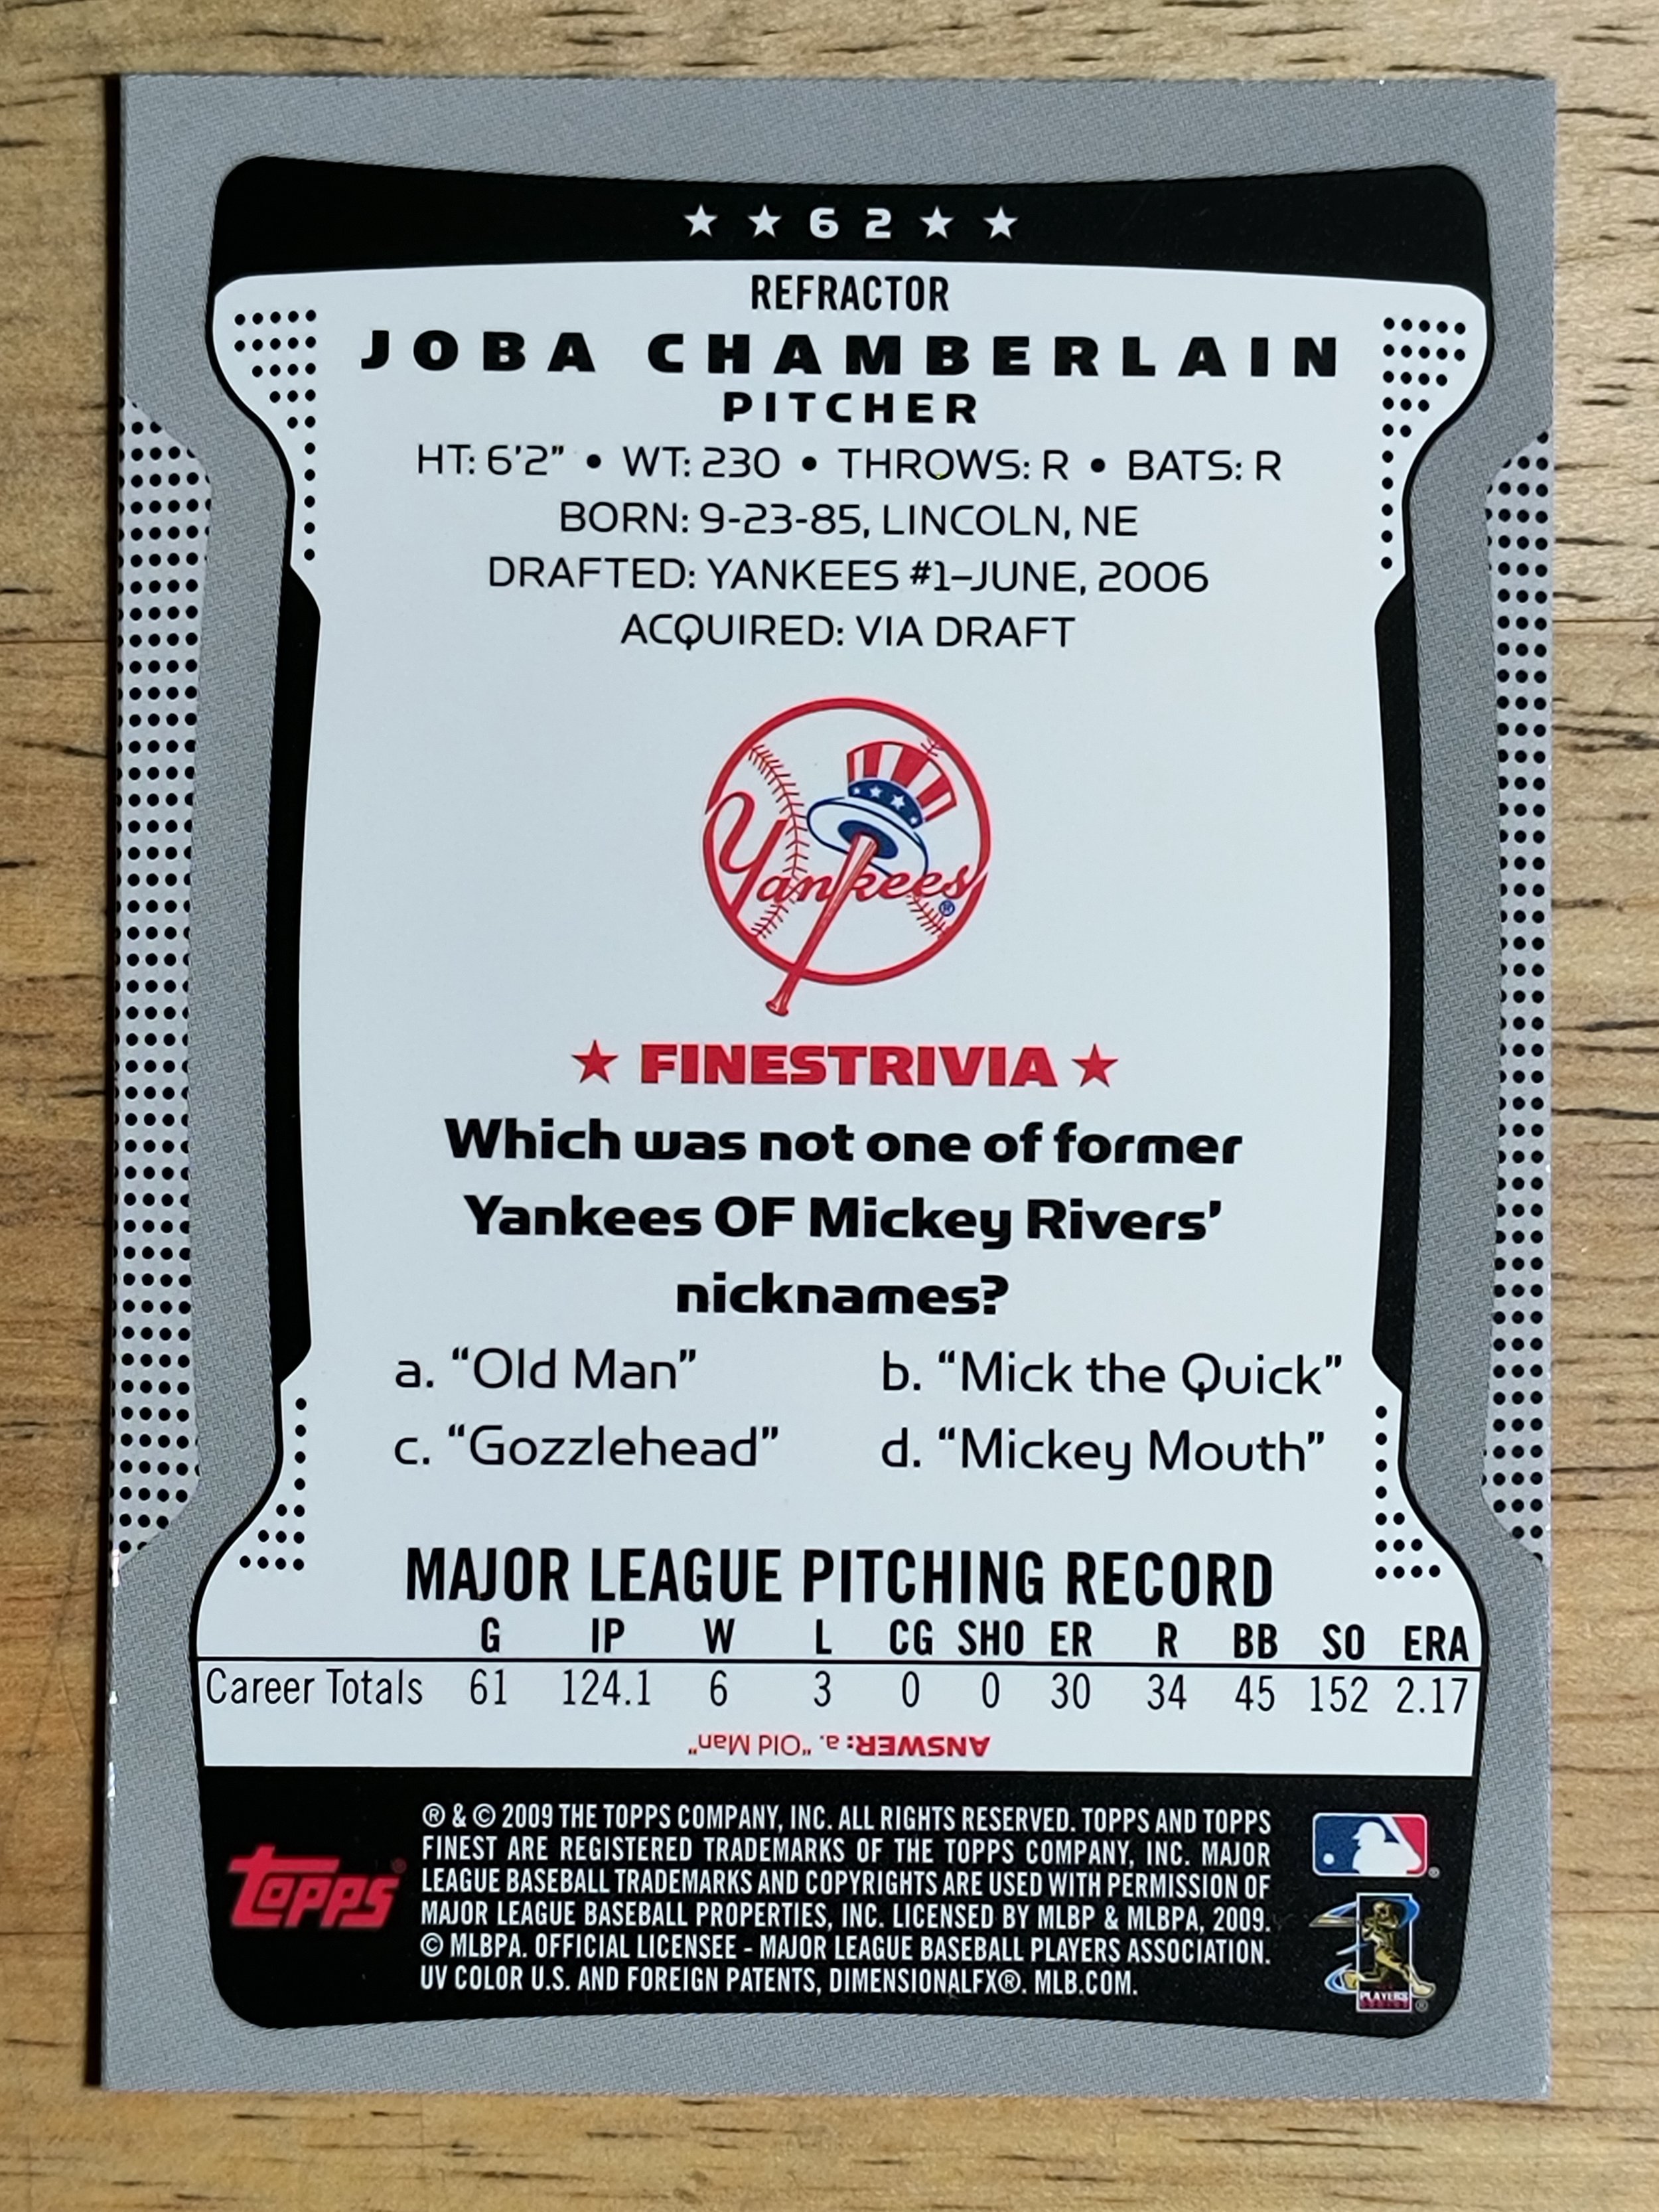 ★ ★ 62 ★ ★
REFRACTOR
JOBA CHAMBERLAIN
PITCHER
HT: 6'2" • WT: 230 • THROWS: R • BATS: R
BORN: 9-23-85, LINCOLN, NE
DRAFTED: YANKEES #1–JUNE, 2006
ACQUIRED: VIA DRAFT
Yankees®
★ FINESTRIVIA ★
Which was not one of former
Yankees OF Mickey Rivers'
nicknames?
a. "Old Man" b. "Mick the Quick"
c. "Gozzlehead" d. "Mickey Mouth"
MAJOR LEAGUE PITCHING RECORD
G IP W L CG SHO ER R BB SO ERA
Career Totals 61 124.1 6 3 0 0 30 34 45 152 2.17
ANSWER: a. "Old Man"
® & © 2009 THE TOPPS COMPANY, INC. ALL RIGHTS RESERVED. TOPPS AND TOPPS
FINEST ARE REGISTERED TRADEMARKS OF THE TOPPS COMPANY, INC. MAJOR
LEAGUE BASEBALL TRADEMARKS AND COPYRIGHTS ARE USED WITH PERMISSION OF
MAJOR LEAGUE BASEBALL PROPERTIES, INC. LICENSED BY MLBP & MLBPA, 2009.
© MLBPA. OFFICIAL LICENSEE - MAJOR LEAGUE BASEBALL PLAYERS ASSOCIATION.
UV COLOR U.S. AND FOREIGN PATENTS, DIMENSIONALFX®. MLB.COM.
Topps®
PLAYERS